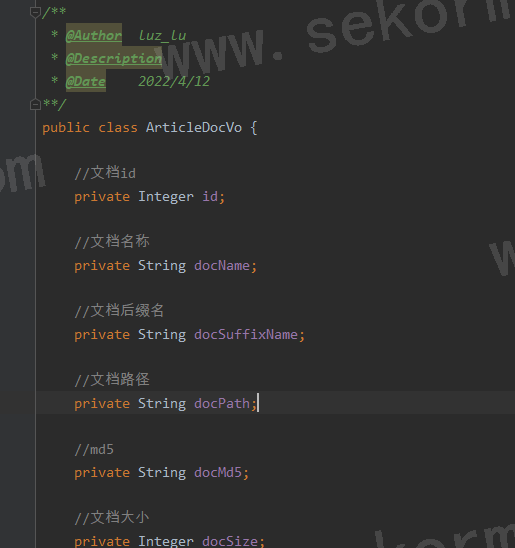 /**
* @Author luz_lu
* @Description
* @Date 2022/4/12
**/
public class ArticleDocVo {
//文档id
private Integer id;
//文档名称
private String docName;
//文档后缀名
private String docSuffixName;
//文档路径
private String docPath;
//md5
private String docMd5;
//文档大小
private Integer docSize;
www.sekorm
om
w
sekorm